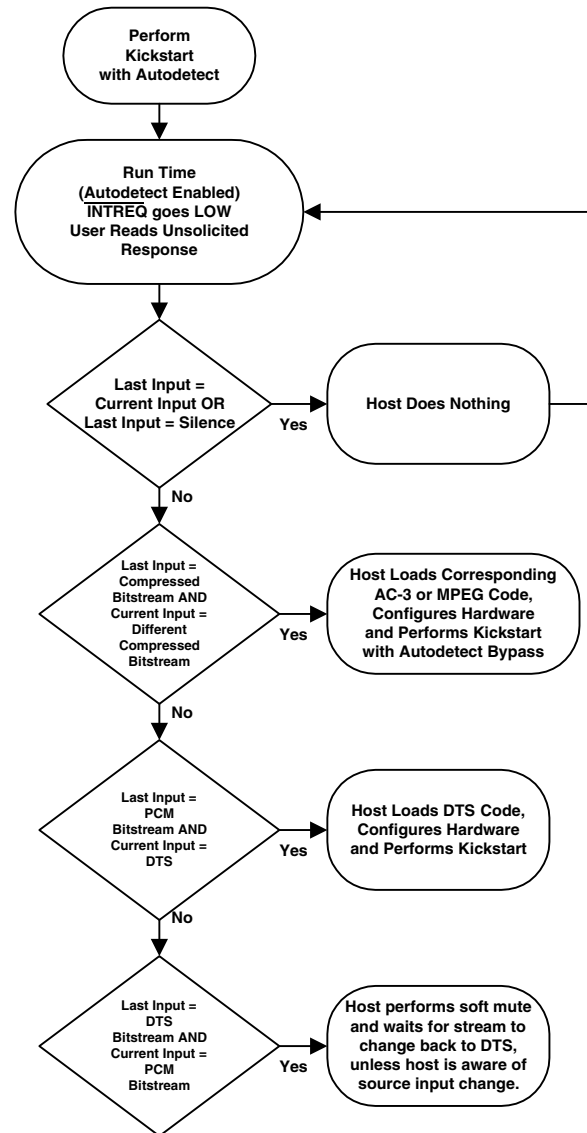 Perform
Kickstart
with Autodetect
Run Time
(Autodetect Enabled)
INTREQ goes LOW
User Reads Unsolicited
Response
Last Input =
Current Input OR
Last Input = Silence
Yes
Host Does Nothing
No
Last Input =
Compressed
Bitstream AND
Current Input =
Different
Compressed
Bitstream
Yes
Host Loads Corresponding
AC-3 or MPEG Code,
Configures Hardware
and Performs Kickstart
with Autodetect Bypass
No
Last Input =
PCM
Bitstream AND
Current Input =
DTS
Yes
Host Loads DTS Code,
Configures Hardware
and Performs Kickstart
No
Last Input =
DTS
Bitstream AND
Current Input =
PCM
Bitstream
Yes
Host performs soft mute
and waits for stream to
change back to DTS,
unless host is aware of
source input change.